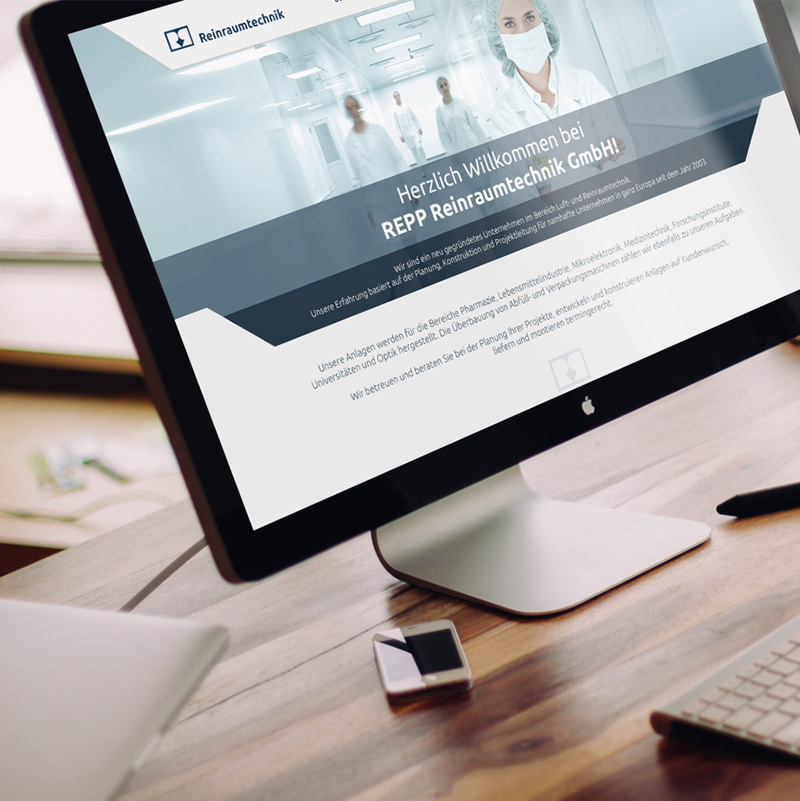 Reinraumtechnik
Herzlich Willkommen bei
REPP Reinraumtechnik GmbH!
Wir sind ein neu gegründetes Unternehmen im Bereich Luft- und Reinraumtechnik.
Unsere Erfahrung basiert auf der Planung, Konstruktion und Projektleitung für namhafte Unternehmen in ganz Europa seit dem Jahr 2003.
Unsere Anlagen werden für die Bereiche Pharmazie, Lebensmittelindustrie, Mikroelektronik, Medizintechnik, Forschungsinstitute,
Universitäten und Optik hergestellt. Die Überbauung von Abfüll- und Verpackungsmaschinen zählen wir ebenfalls zu unseren Aufgaben.
Wir betreuen und beraten Sie bei der Planung Ihrer Projekte, entwickeln und konstruieren Anlagen auf Kundenwunsch,
liefern und montieren termingerecht.